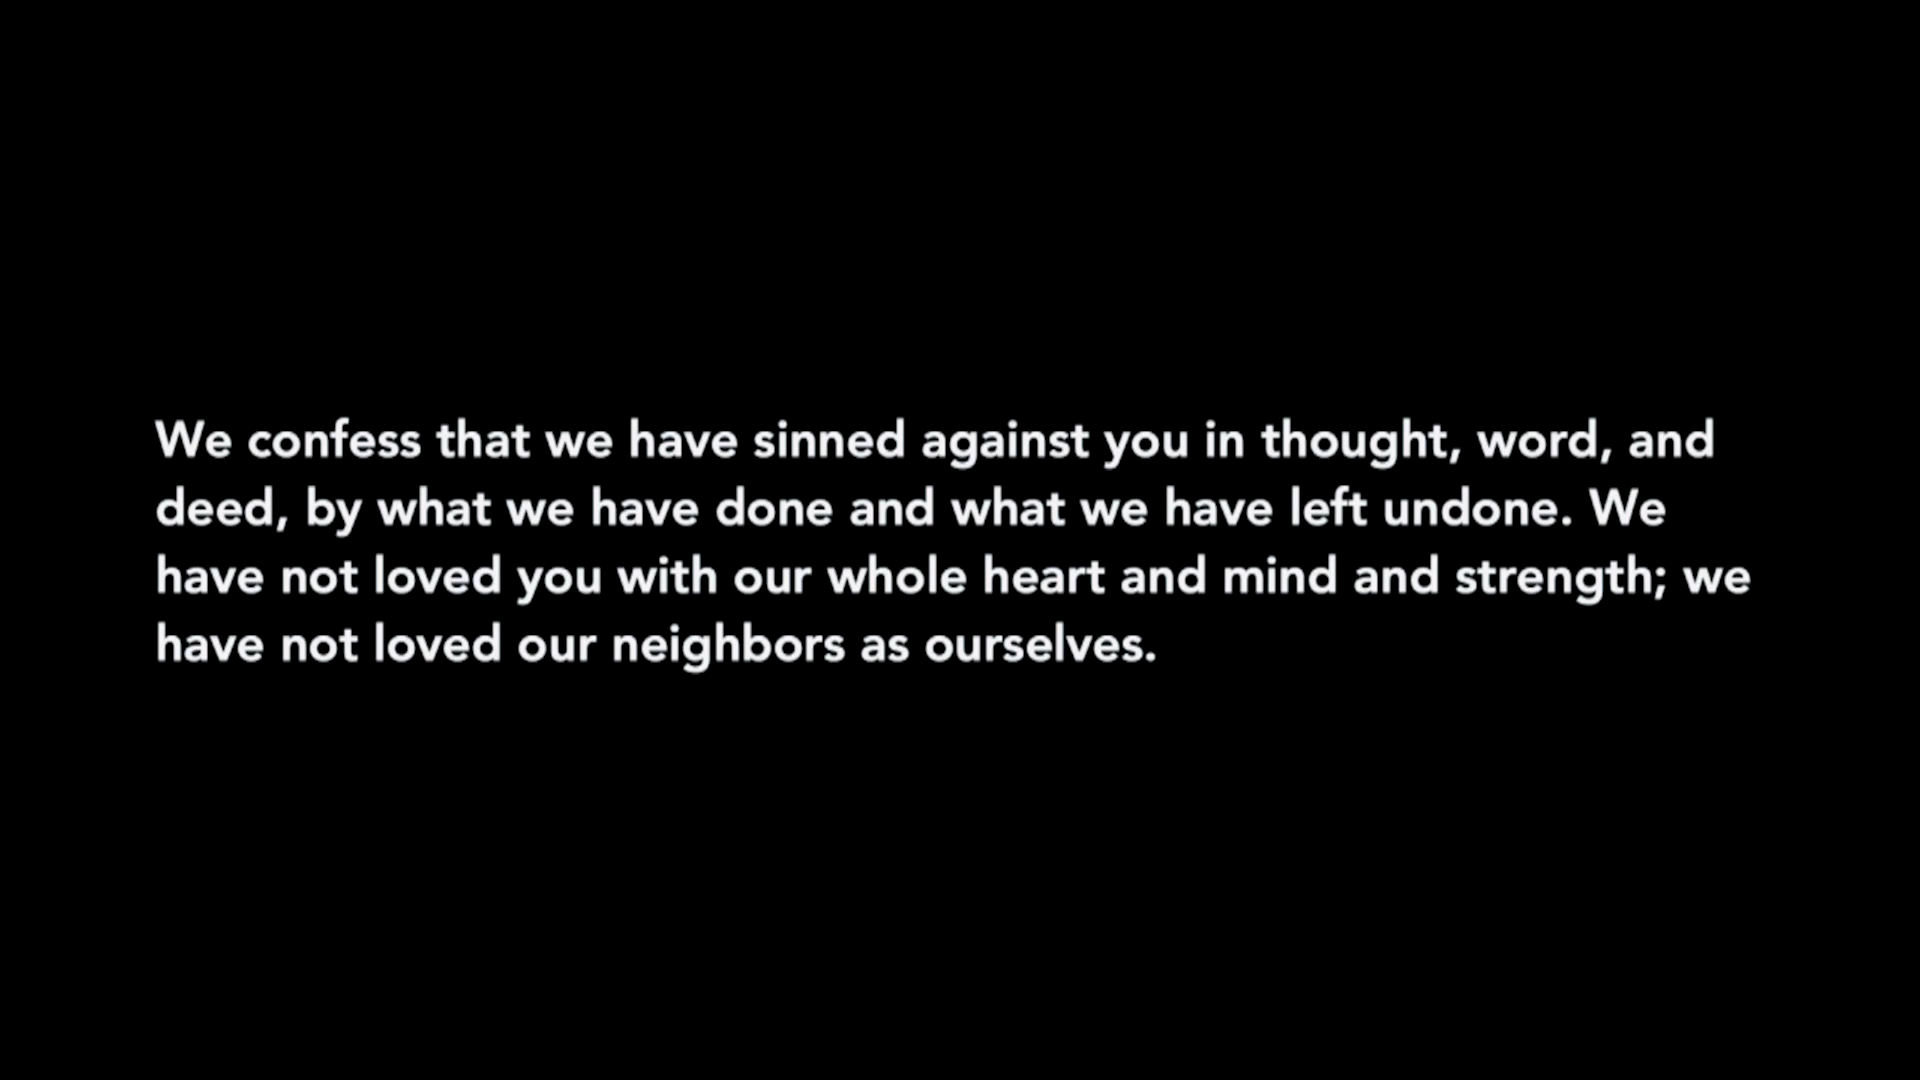 We confess that we have sinned against you in thought, word, and
deed, by what we have done and what we have left undone. We
have not loved you with our whole heart and mind and strength; we
have not loved our neighbors as ourselves.